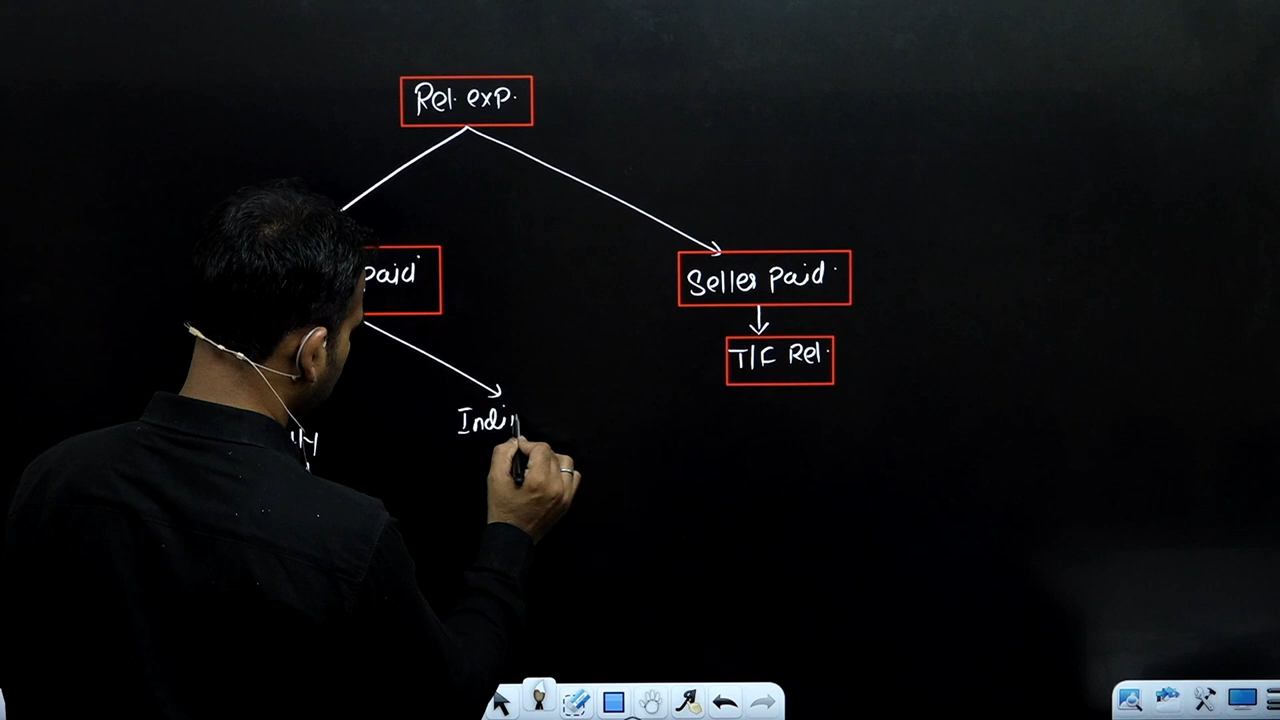 Rel. exp.
Paid
Seller Paid.
T/F Rel.
Indi